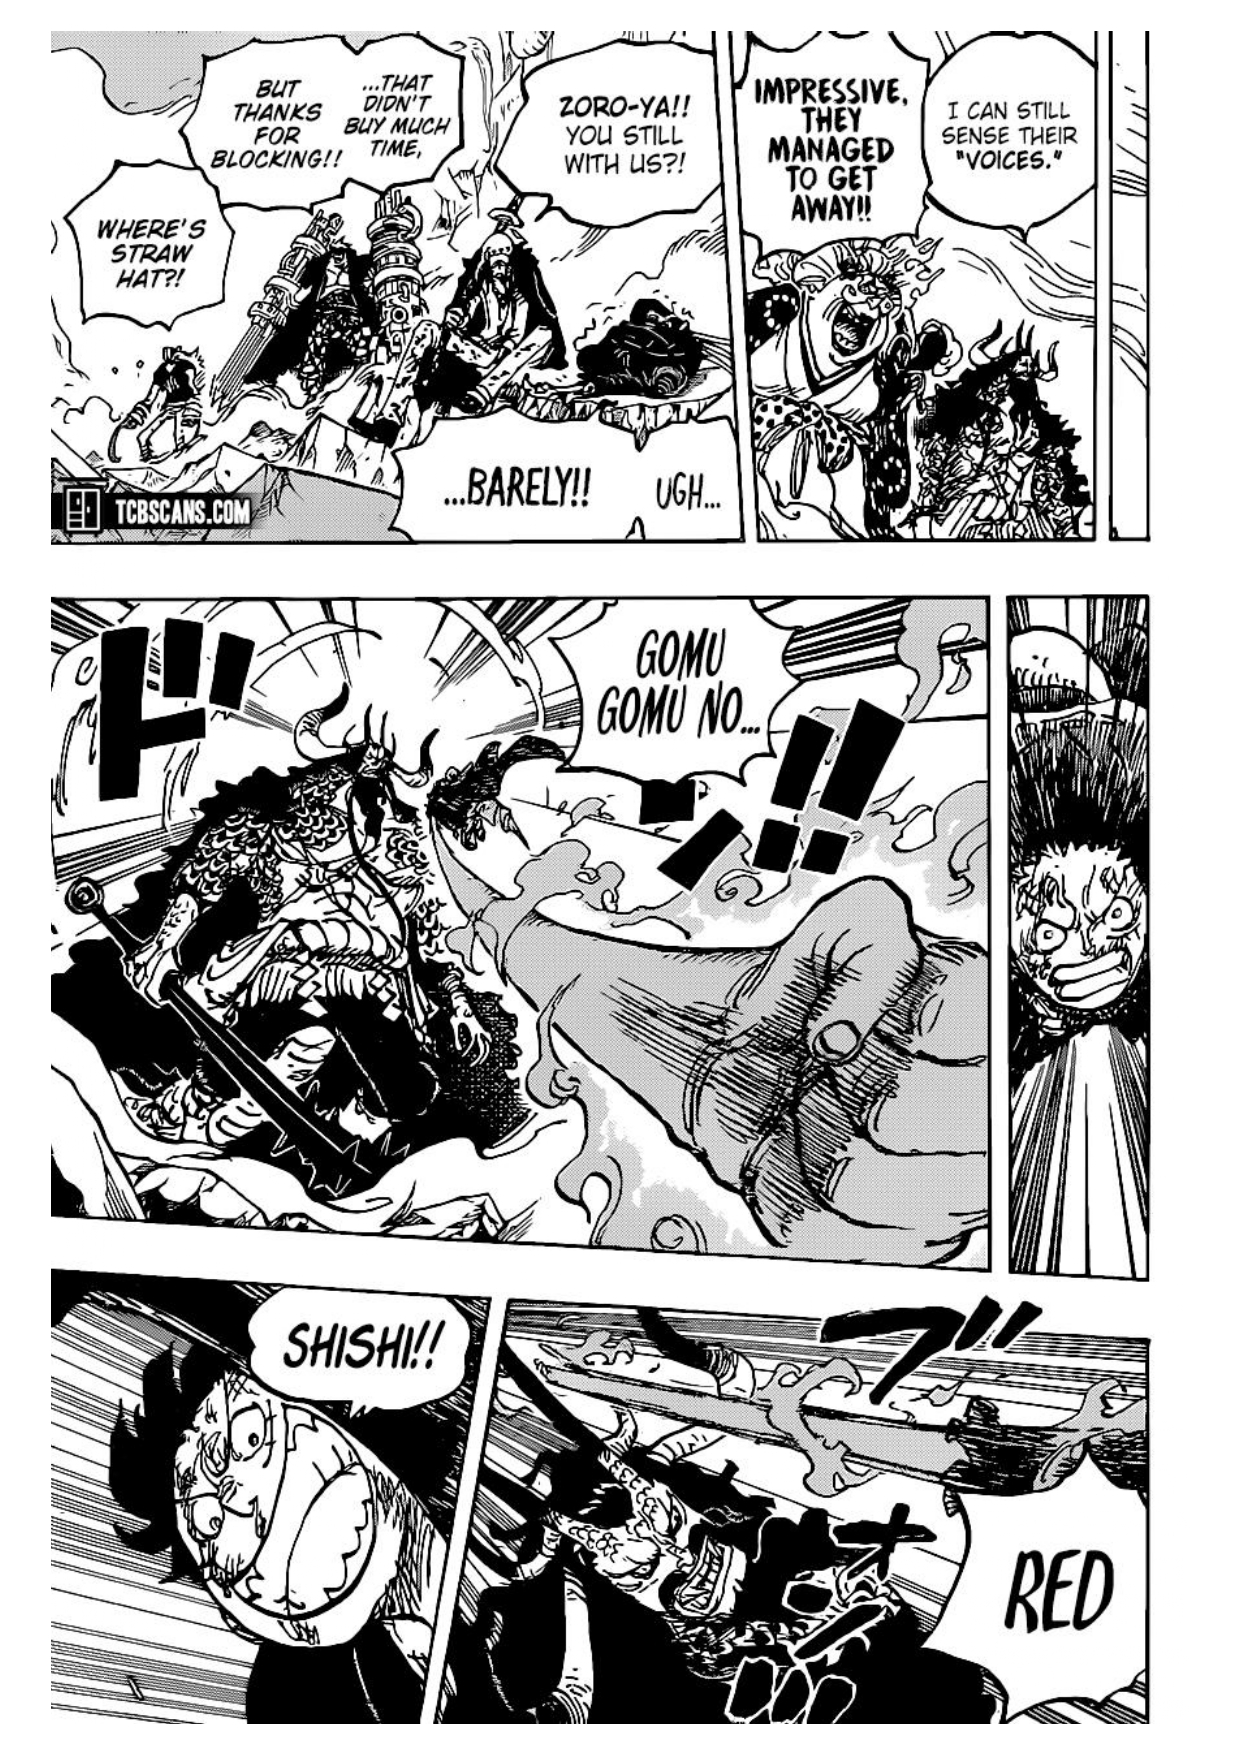 I CAN STILL
SENSE THEIR
"VOICES."
IMPRESSIVE,
THEY
MANAGED
TO GET
AWAY!!
ZORO-YA!!
YOU STILL
WITH US?!
UGH...
...BARELY!!
...THAT
DIDN'T
BUY MUCH
TIME,
BUT
THANKS
FOR
BLOCKING!!
WHERE'S
STRAW
HAT?!
TCBSCANS.COM
GOMU
GOMU NO...
ドン!!
RED
SHISHI!!